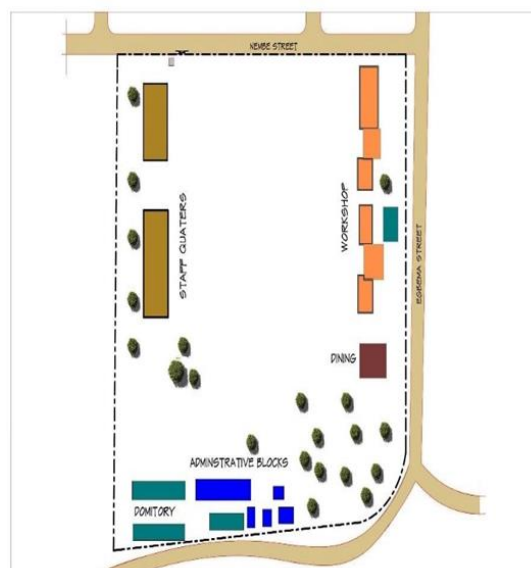 NEMBE STREET
STAFF QUATERS
WORKSHOP
EGBEMA STREET
DINING
ADMINSTRATIVE BLOCKS
DOMITORY